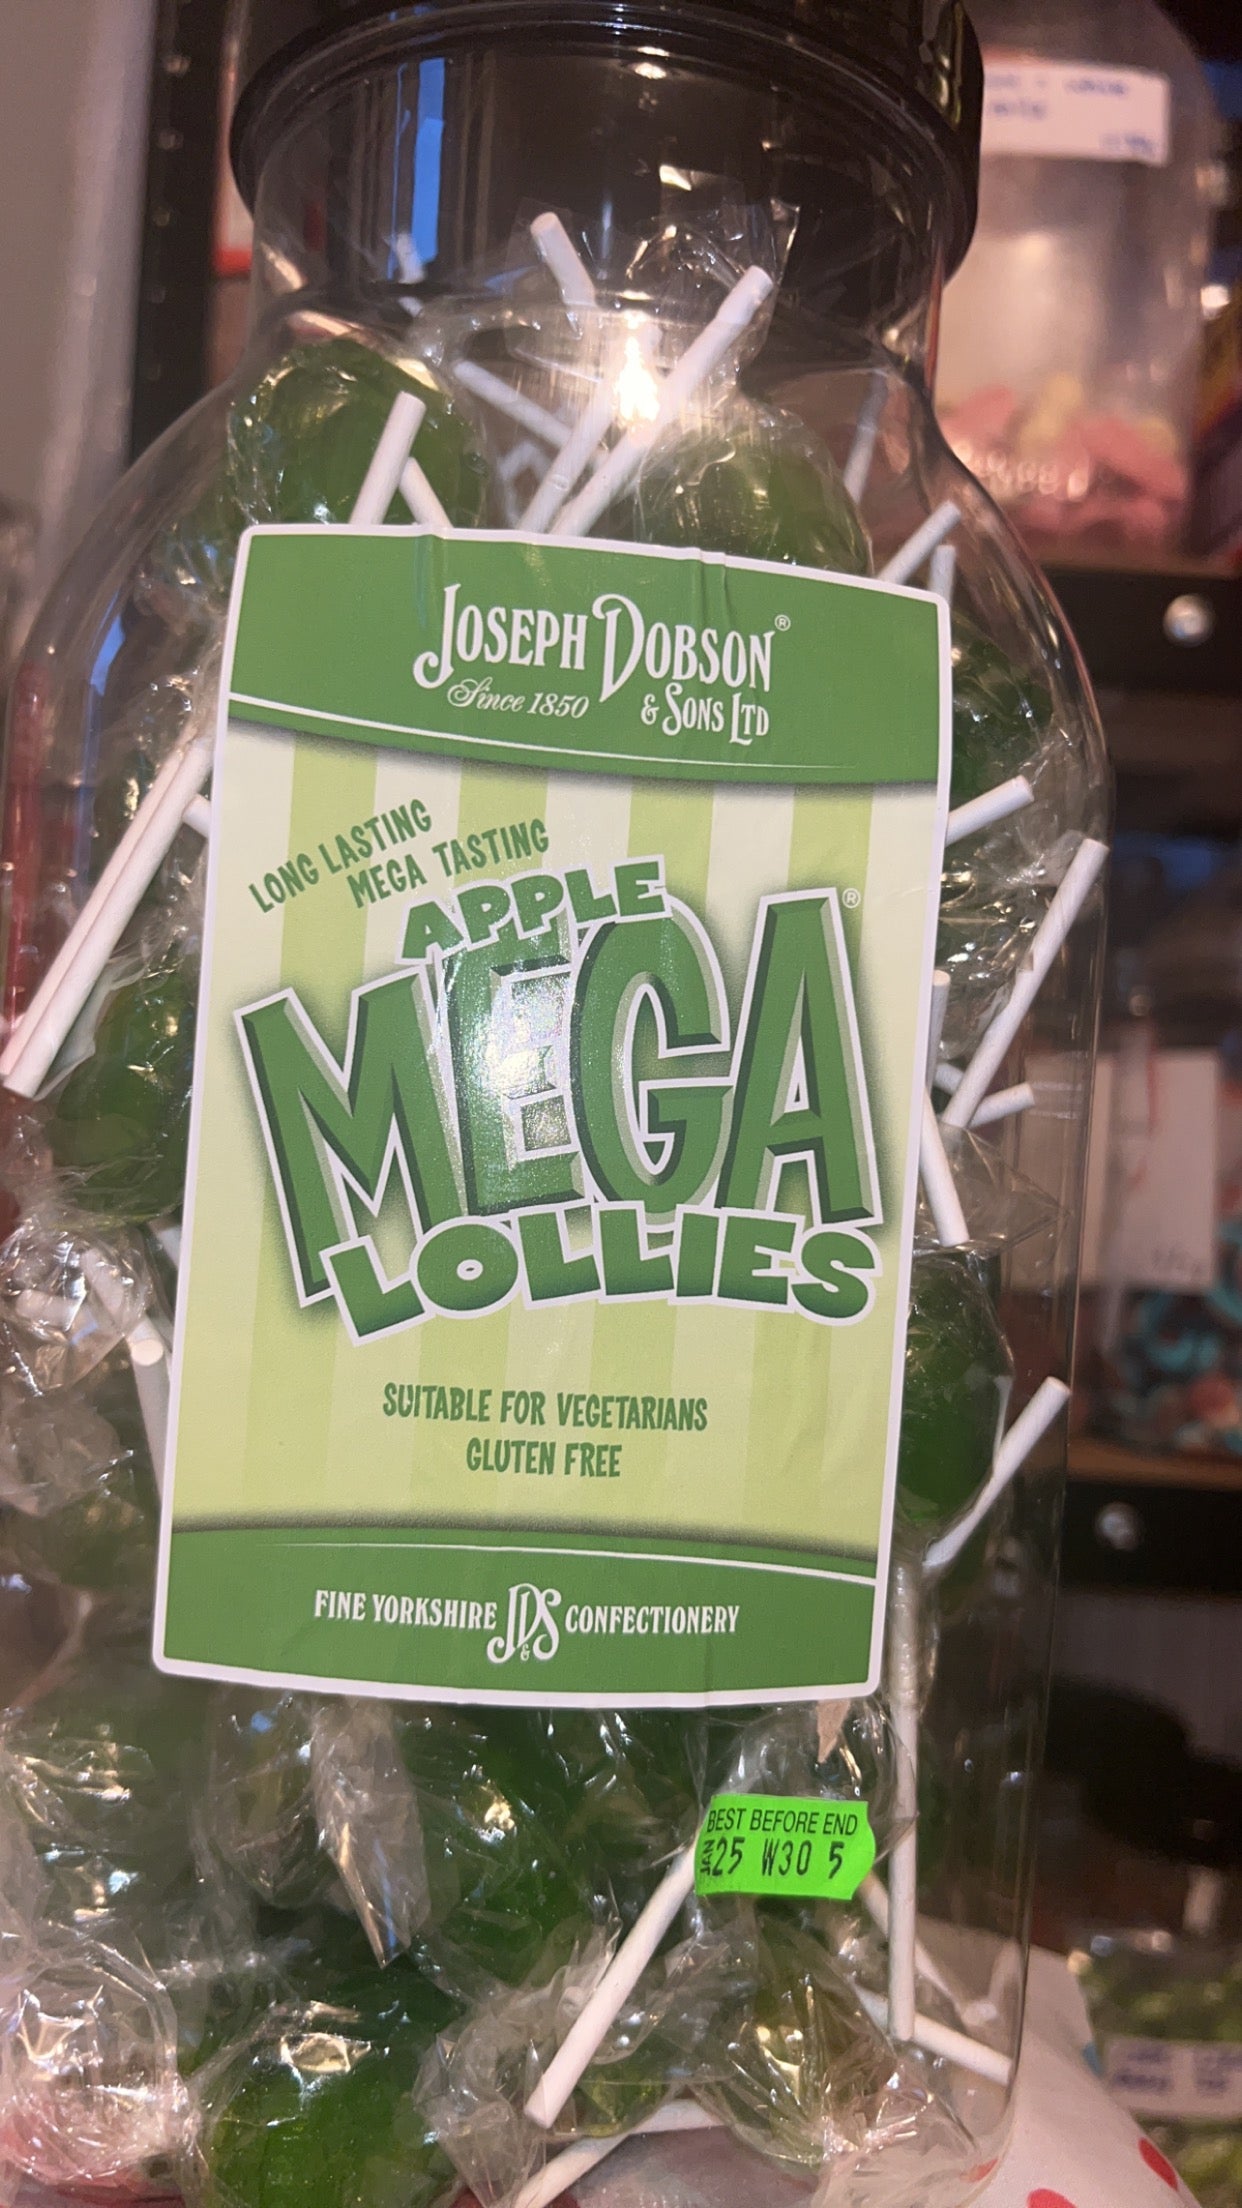 JOSEPH DOBSON®
Since 1850 & SONS LTD
LONG LASTING
MEGA TASTING
APPLE
MEGA®
LOLLIES
SUITABLE FOR VEGETARIANS
GLUTEN FREE
FINE YORKSHIRE JD&S CONFECTIONERY
BEST BEFORE END
JAN 25 W30 5